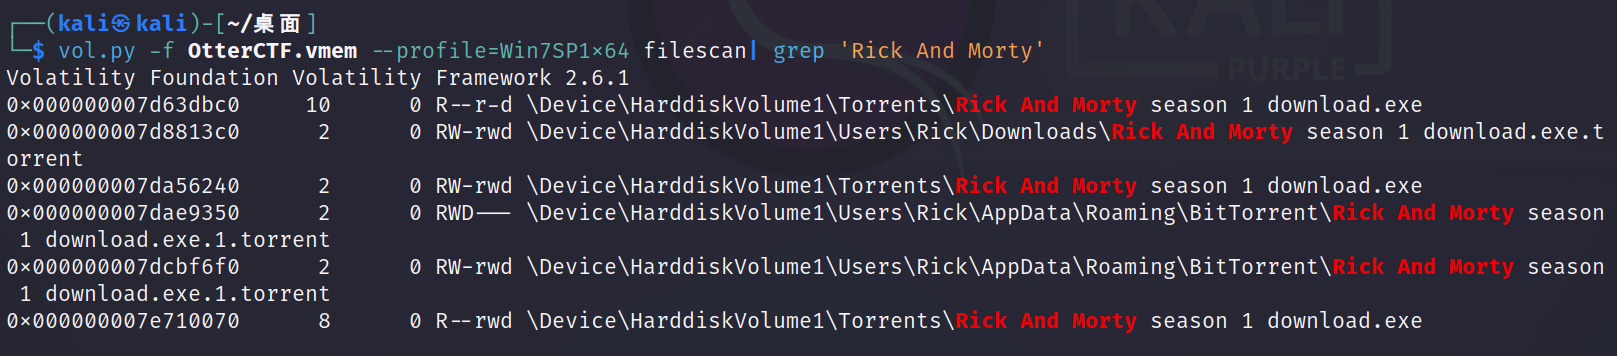 ┌──(kali㉿kali)-[~/桌面]
└─$ vol.py -f OtterCTF.vmem --profile=Win7SP1x64 filescan| grep 'Rick And Morty'
Volatility Foundation Volatility Framework 2.6.1
0x000000007d63dbc0     10      0 R--r-d \Device\HarddiskVolume1\Torrents\Rick And Morty season 1 download.exe
0x000000007d8813c0      2      0 RW-rwd \Device\HarddiskVolume1\Users\Rick\Downloads\Rick And Morty season 1 download.exe.t
orrent
0x000000007da56240      2      0 RW-rwd \Device\HarddiskVolume1\Torrents\Rick And Morty season 1 download.exe
0x000000007dae9350      2      0 RWD--- \Device\HarddiskVolume1\Users\Rick\AppData\Roaming\BitTorrent\Rick And Morty season
 1 download.exe.1.torrent
0x000000007dcbf6f0      2      0 RW-rwd \Device\HarddiskVolume1\Users\Rick\AppData\Roaming\BitTorrent\Rick And Morty season
 1 download.exe.1.torrent
0x000000007e710070      8      0 R--rwd \Device\HarddiskVolume1\Torrents\Rick And Morty season 1 download.exe
KALI
PURPLE